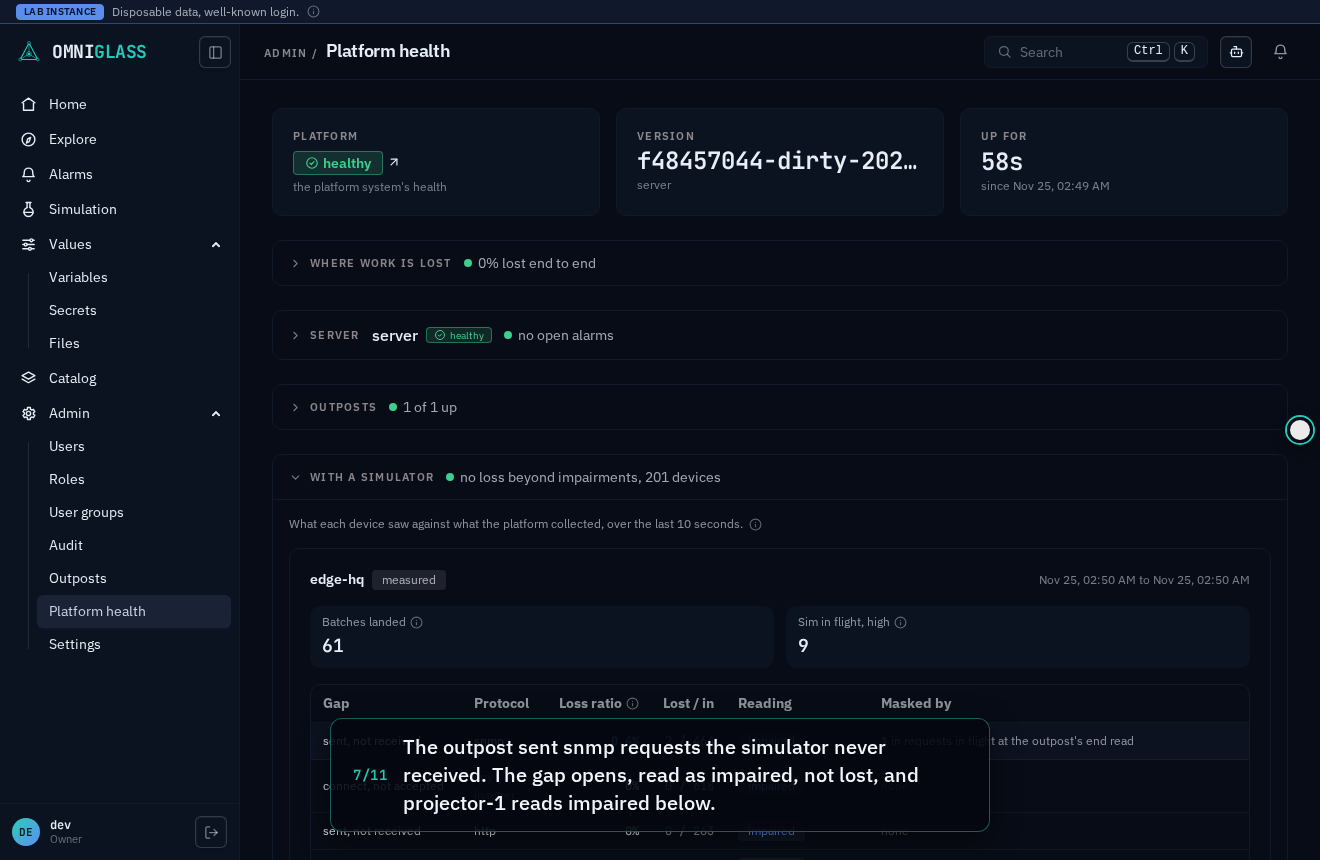 LAB INSTANCE Disposable data, well-known login.
OMNIGLASS
ADMIN / Platform health
Search Ctrl K
Home
Explore
Alarms
Simulation
Values
Variables
Secrets
Files
Catalog
Admin
Users
Roles
User groups
Audit
Outposts
Platform health
Settings
DE dev
Owner
PLATFORM
healthy
the platform system's health
VERSION
f48457044-dirty-202…
server
UP FOR
58s
since Nov 25, 02:49 AM
WHERE WORK IS LOST 0% lost end to end
SERVER server healthy no open alarms
OUTPOSTS 1 of 1 up
WITH A SIMULATOR no loss beyond impairments, 201 devices
What each device saw against what the platform collected, over the last 10 seconds.
edge-hq measured Nov 25, 02:50 AM to Nov 25, 02:50 AM
Batches landed
61
Sim in flight, high
9
Gap Protocol Loss ratio Lost / in Reading Masked by
sent, not in requests in flight at the outpost's end read
connect, not accepted
sent, not received http 0% impaired none
7/11
The outpost sent snmp requests the simulator never
received. The gap opens, read as impaired, not lost, and
projector-1 reads impaired below.